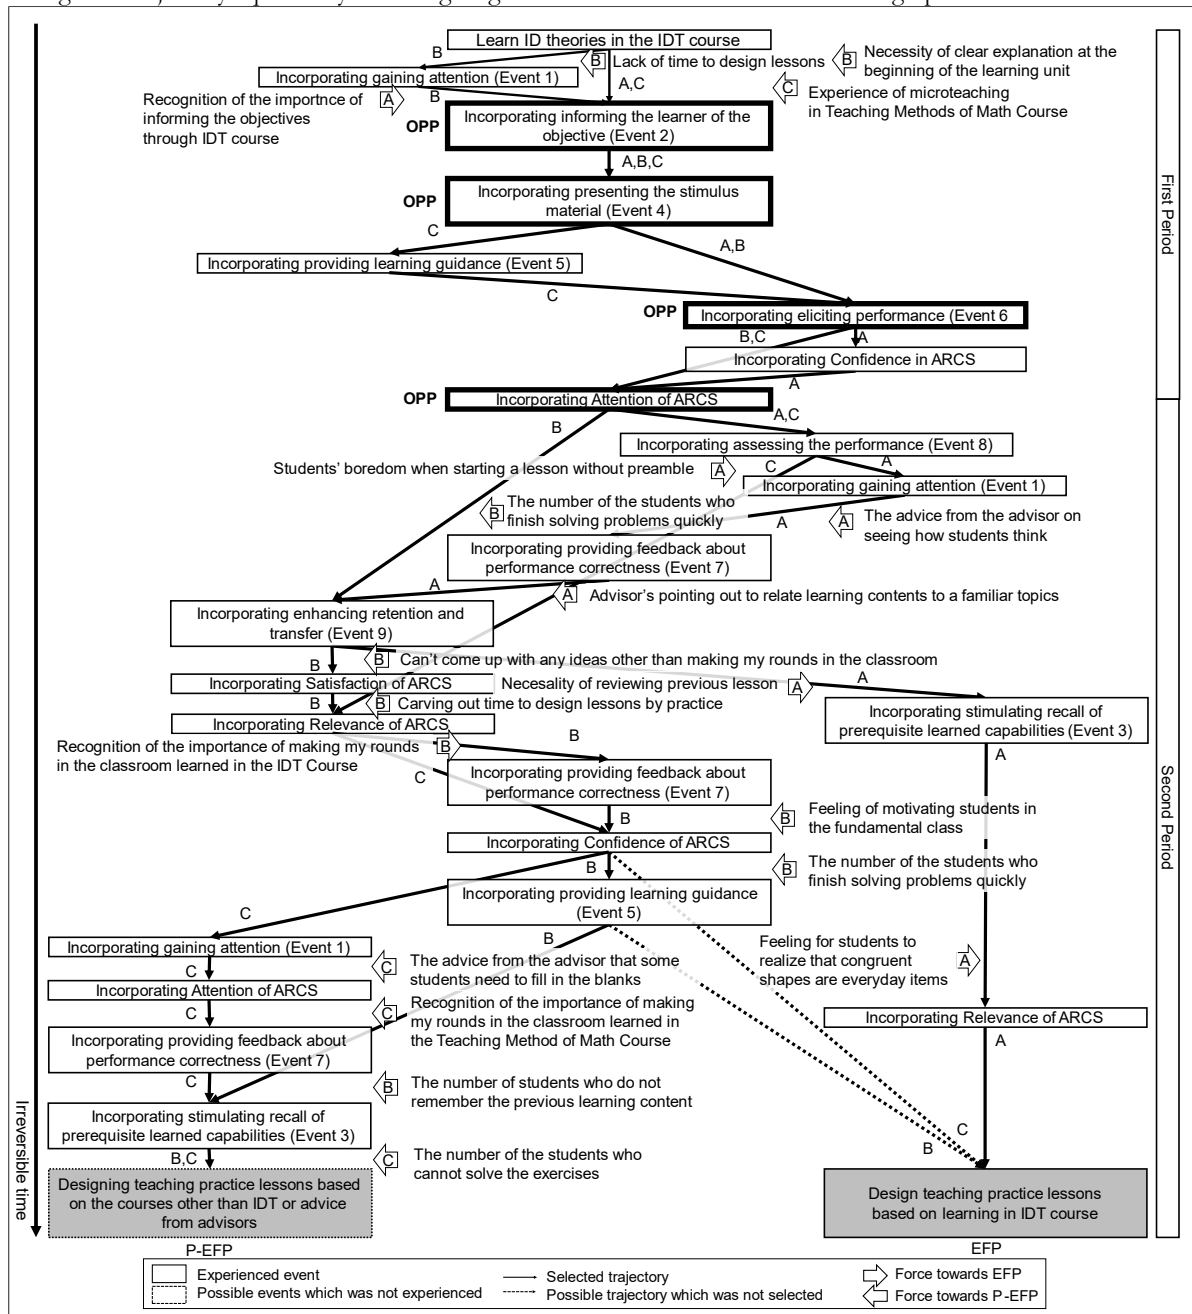 Learn ID theories in the IDT course
B
B
Lack of time to design lessons
B
Necessity of clear explanation at the
beginning of the learning unit
Incorporating gaining attention (Event 1)
A,C
C
Experience of microteaching
in Teaching Methods of Math Course
Recognition of the importnce of
informing the objectives
through IDT course
A
B
OPP
Incorporating informing the learner of the
objective (Event 2)
A,B,C
OPP
Incorporating presenting the stimulus
material (Event 4)
First Period
C
A,B
Incorporating providing learning guidance (Event 5)
C
OPP
Incorporating eliciting performance (Event 6
B,C
A
Incorporating Confidence in ARCS
A
OPP
Incorporating Attention of ARCS
B
A,C
Incorporating assessing the performance (Event 8)
Students' boredom when starting a lesson without preamble
A
C
A
Incorporating gaining attention (Event 1)
B
The number of the students who
finish solving problems quickly
A
A
The advice from the advisor on
seeing how students think
Incorporating providing feedback about
performance correctness (Event 7)
A
A
Advisor's pointing out to relate learning contents to a familiar topics
Incorporating enhancing retention and
transfer (Event 9)
B
B
Can't come up with any ideas other than making my rounds in the classroom
Incorporating Satisfaction of ARCS
Necesality of reviewing previous lesson
A
A
B
B
Carving out time to design lessons by practice
Incorporating stimulating recall of
prerequisite learned capabilities (Event 3)
Incorporating Relevance of ARCS
Recognition of the importance of making my rounds
in the classroom learned in the IDT Course
B
B
A
C
Incorporating providing feedback about
performance correctness (Event 7)
Second Period
B
B
Feeling of motivating students in
the fundamental class
Incorporating Confidence of ARCS
B
B
The number of the students who
finish solving problems quickly
Incorporating providing learning guidance
(Event 5)
C
B
Incorporating gaining attention (Event 1)
Feeling for students to
realize that congruent
shapes are everyday items
A
C
C
The advice from the advisor that some
students need to fill in the blanks
Incorporating Attention of ARCS
C
C
Recognition of the importance of making
my rounds in the classroom learned in
the Teaching Method of Math Course
Incorporating Relevance of ARCS
A
Incorporating providing feedback about
performance correctness (Event 7)
C
B
The number of students who do not
remember the previous learning content
Incorporating stimulating recall of
prerequisite learned capabilities (Event 3)
C
B
B,C
C
The number of the students who
cannot solve the exercises
Irreversible time
Designing teaching practice lessons based
on the courses other than IDT or advice
from advisors
Design teaching practice lessons
based on learning in IDT course
P-EFP
EFP
Experienced event
Selected trajectory
Force towards EFP
Possible events which was not experienced
Possible trajectory which was not selected
Force towards P-EFP